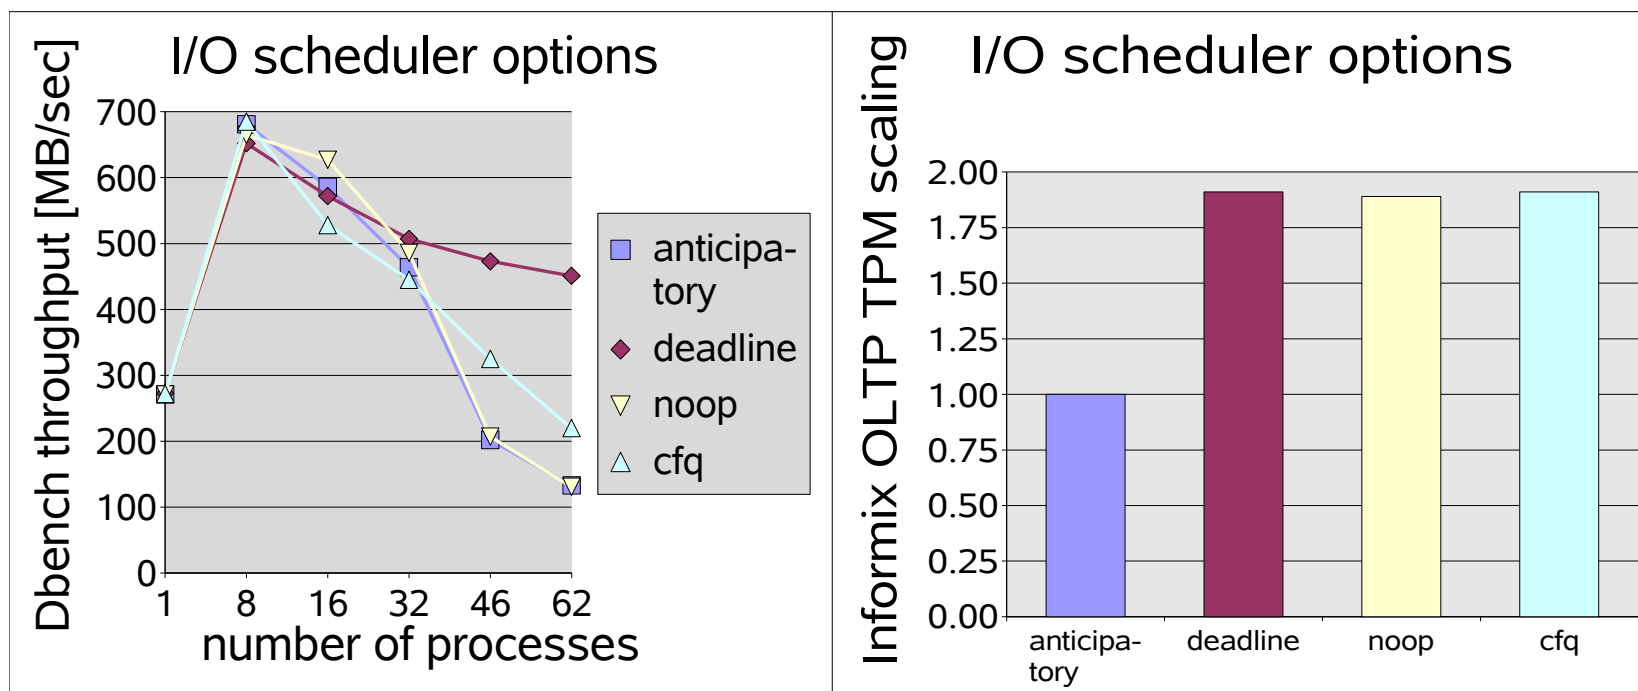 I/O scheduler options
Dbench throughput [MB/sec]
700
600
500
400
300
200
100
0
1 8 16 32 46 62
number of processes
anticipa-
tory
deadline
noop
cfq
I/O scheduler options
Informix OLTP TPM scaling
2.00
1.75
1.50
1.25
1.00
0.75
0.50
0.25
0.00
anticipa-
tory
deadline
noop
cfq